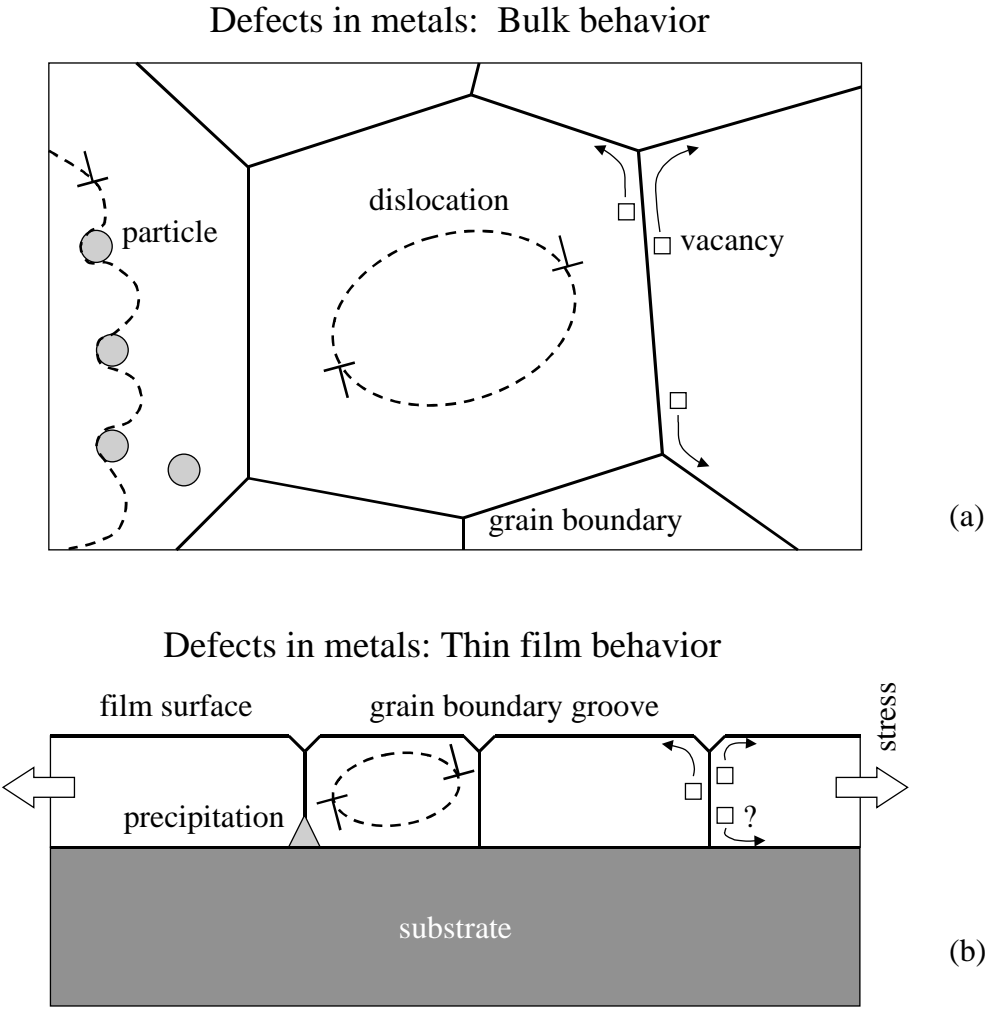 Defects in metals: Bulk behavior
dislocation
particle
vacancy
grain boundary
(a)
Defects in metals: Thin film behavior
film surface
grain boundary groove
stress
precipitation
?
substrate
(b)